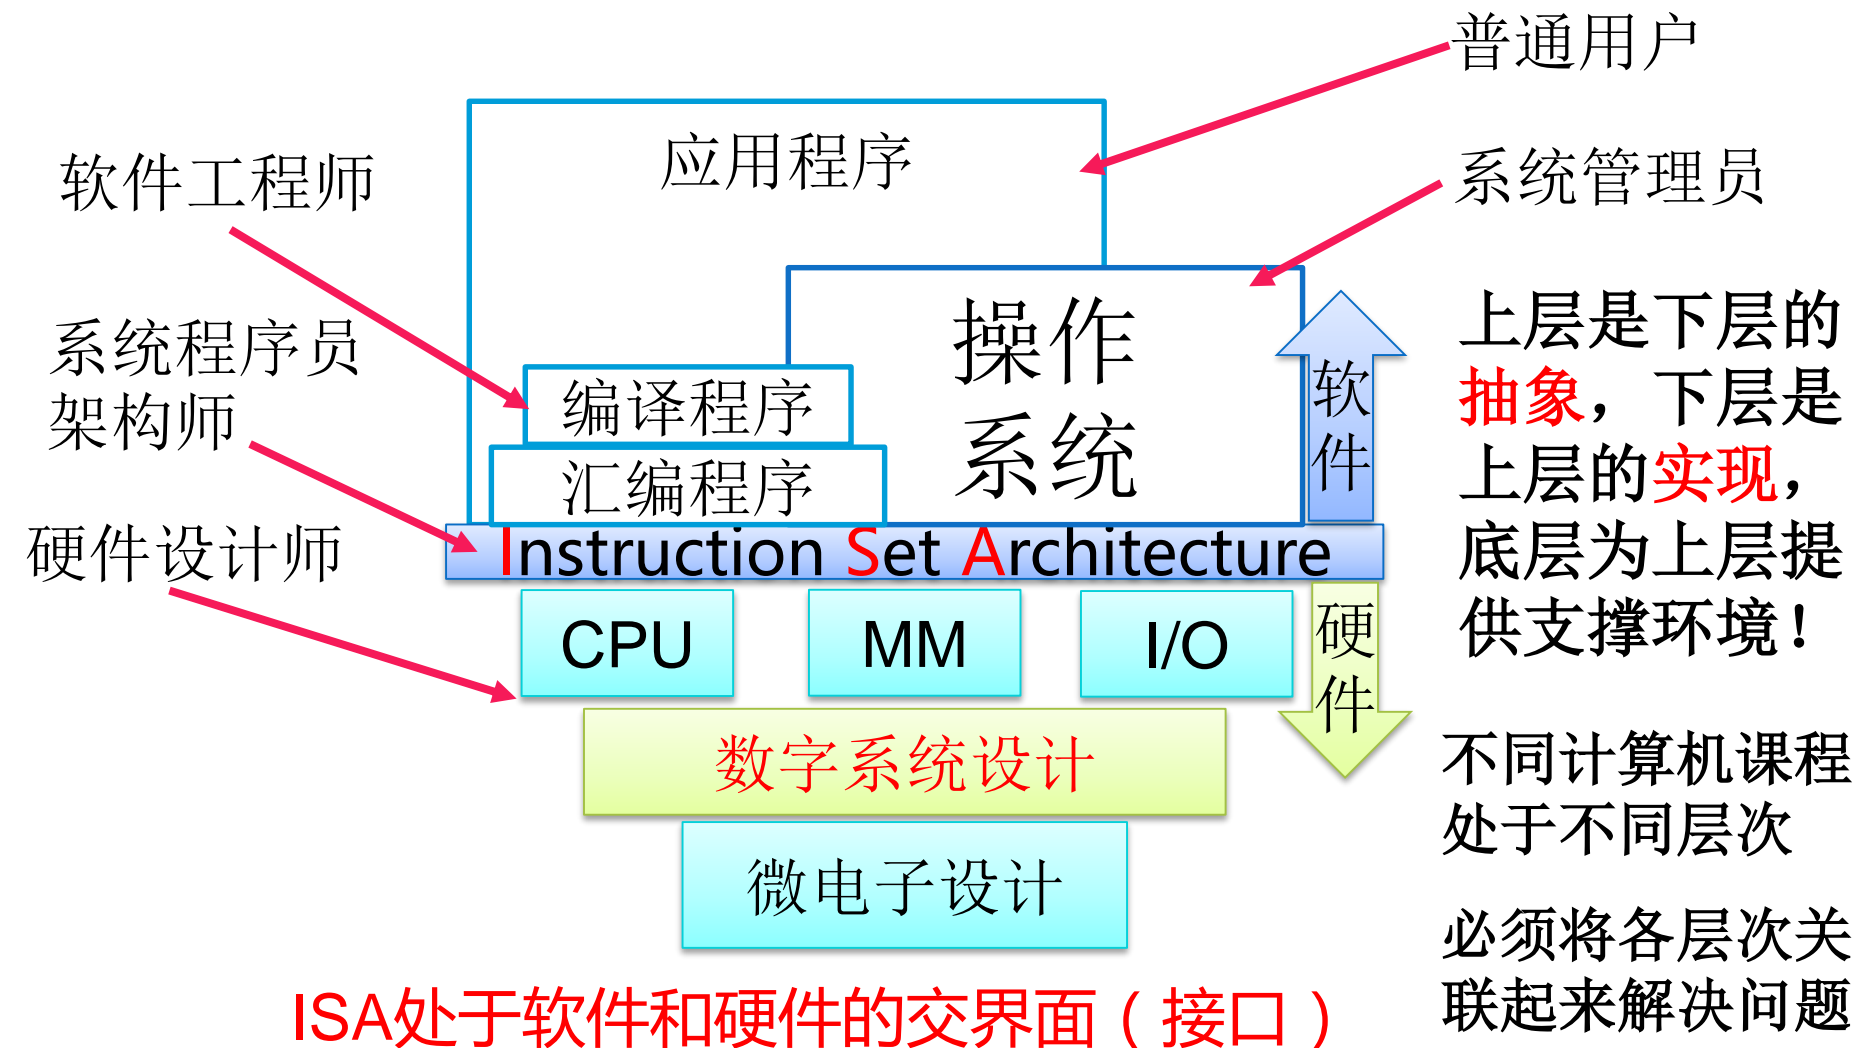 普通用户
应用程序
软件工程师
系统管理员
系统程序员
架构师
操作
系统
编译程序
汇编程序
软件
上层是下层的
抽象，下层是
上层的实现，
底层为上层提
供支撑环境！
硬件设计师
Instruction Set Architecture
CPU
MM
I/O
硬件
数字系统设计
不同计算机课程
处于不同层次
微电子设计
必须将各层次关
联起来解决问题
ISA处于软件和硬件的交界面（接口）